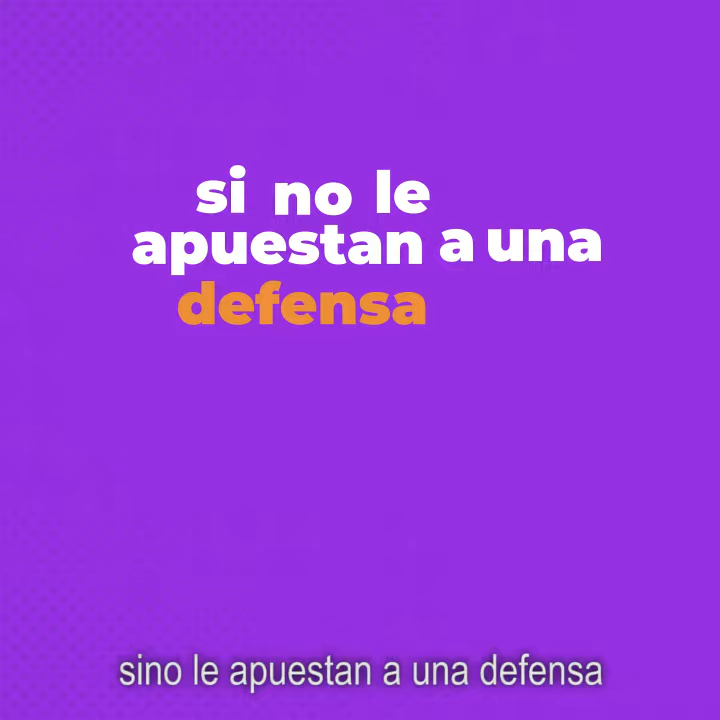 si no le
apuestan a una
defensa
sino le apuestan a una defensa